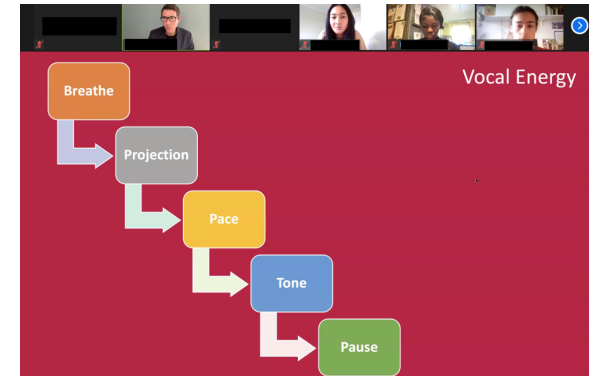 Vocal Energy
Breathe
Projection
Pace
Tone
Pause